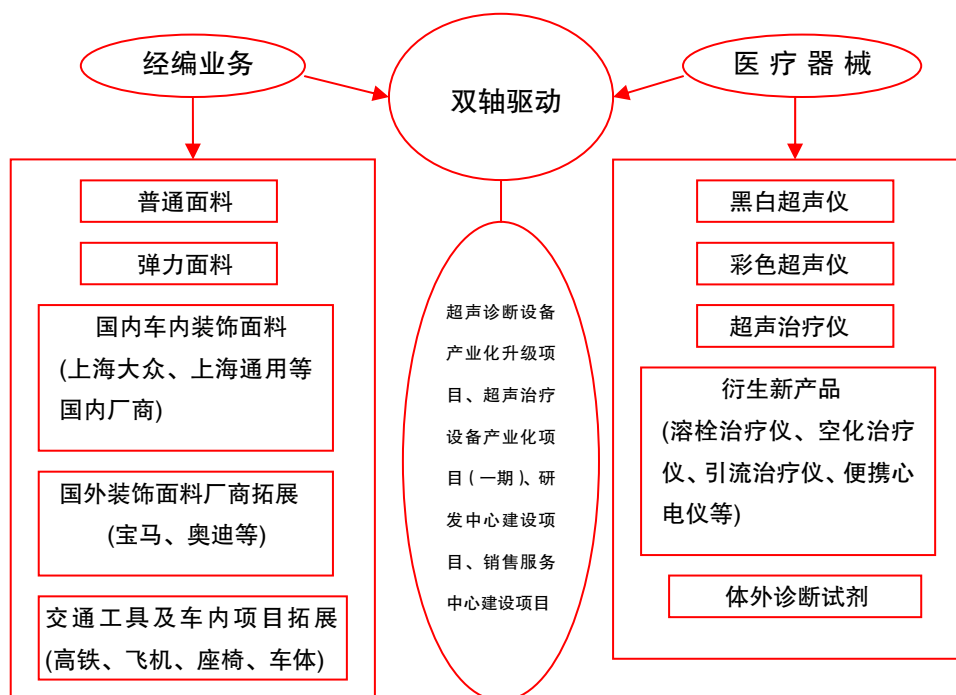 经编业务
双轴驱动
医疗器械
普通面料
弹力面料
国内车内装饰面料
(上海大众、上海通用等
国内厂商)
国外装饰面料厂商拓展
(宝马、奥迪等)
交通工具及车内项目拓展
(高铁、飞机、座椅、车体)
超声诊断设备
产业化升级项
目、超声治疗
设备产业化项
目(一期)、研
发中心建设项
目、销售服务
中心建设项目
黑白超声仪
彩色超声仪
超声治疗仪
衍生新产品
(溶栓治疗仪、空化治疗
仪、引流治疗仪、便携心
电仪等)
体外诊断试剂